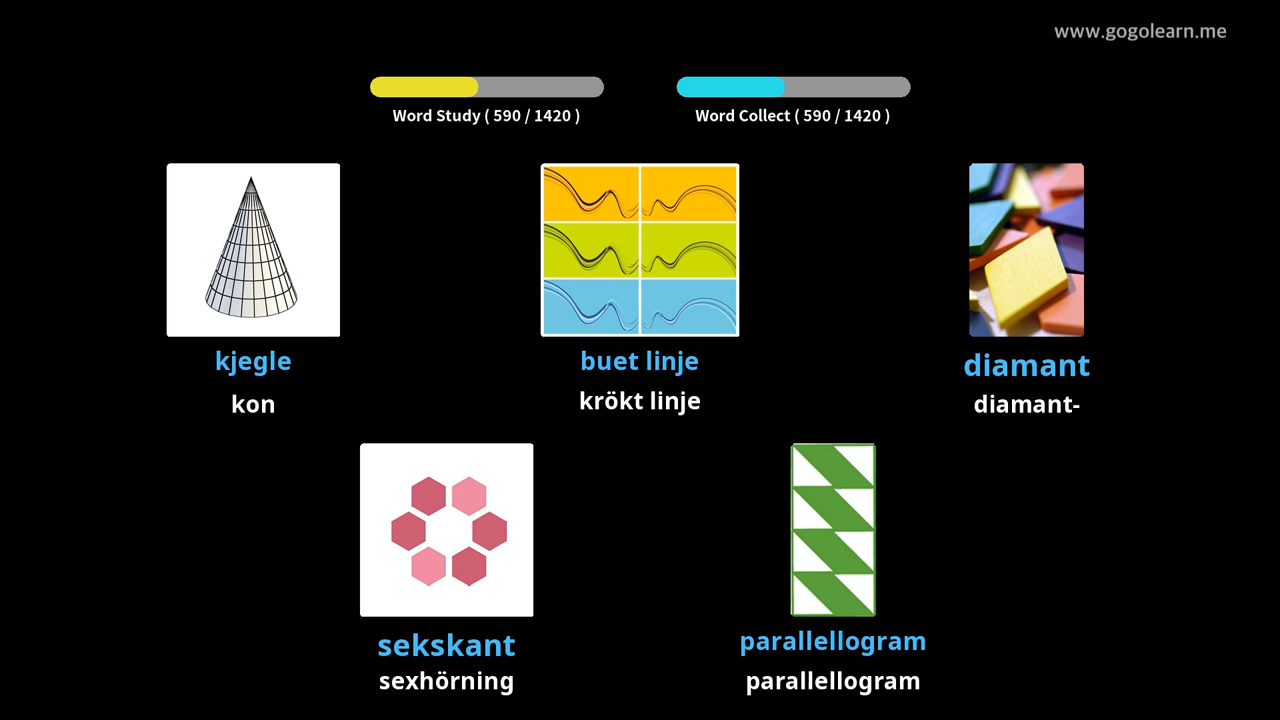 www.gogolearn.me
Word Study ( 590 / 1420 )
Word Collect ( 590 / 1420 )
kjegle
buet linje
diamant
kon
krökt linje
diamant-
sekskant
parallellogram
sexhörning
parallellogram